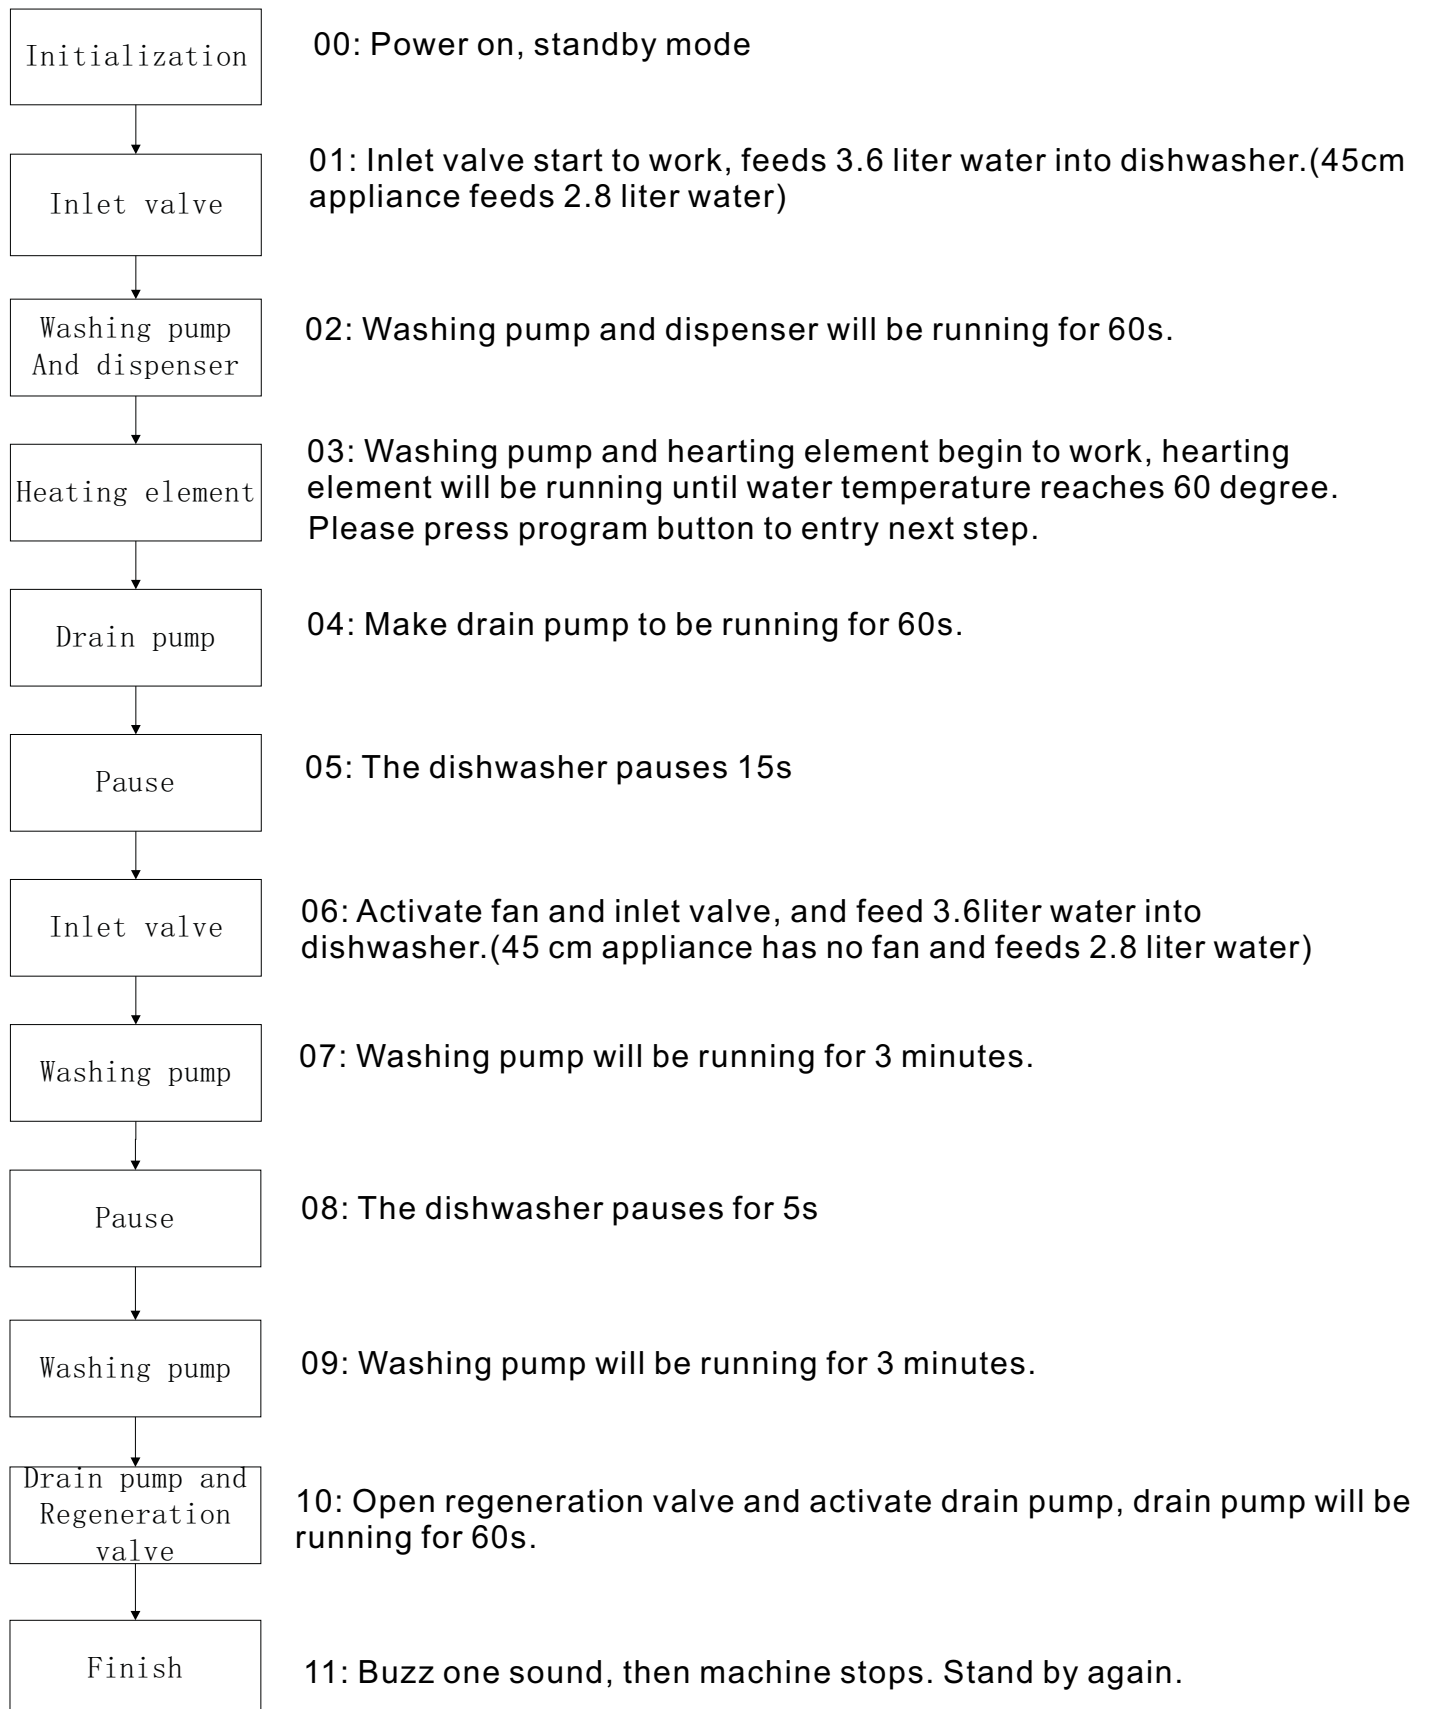 Initialization
00: Power on, standby mode
Inlet valve
01: Inlet valve start to work, feeds 3.6 liter water into dishwasher.(45cm
appliance feeds 2.8 liter water)
Washing pump
And dispenser
02: Washing pump and dispenser will be running for 60s.
Heating element
03: Washing pump and hearting element begin to work, hearting
element will be running until water temperature reaches 60 degree.
Please press program button to entry next step.
Drain pump
04: Make drain pump to be running for 60s.
Pause
05: The dishwasher pauses 15s
Inlet valve
06: Activate fan and inlet valve, and feed 3.6liter water into
dishwasher.(45 cm appliance has no fan and feeds 2.8 liter water)
Washing pump
07: Washing pump will be running for 3 minutes.
Pause
08: The dishwasher pauses for 5s
Washing pump
09: Washing pump will be running for 3 minutes.
Drain pump and
Regeneration
valve
10: Open regeneration valve and activate drain pump, drain pump will be
running for 60s.
Finish
11: Buzz one sound, then machine stops. Stand by again.